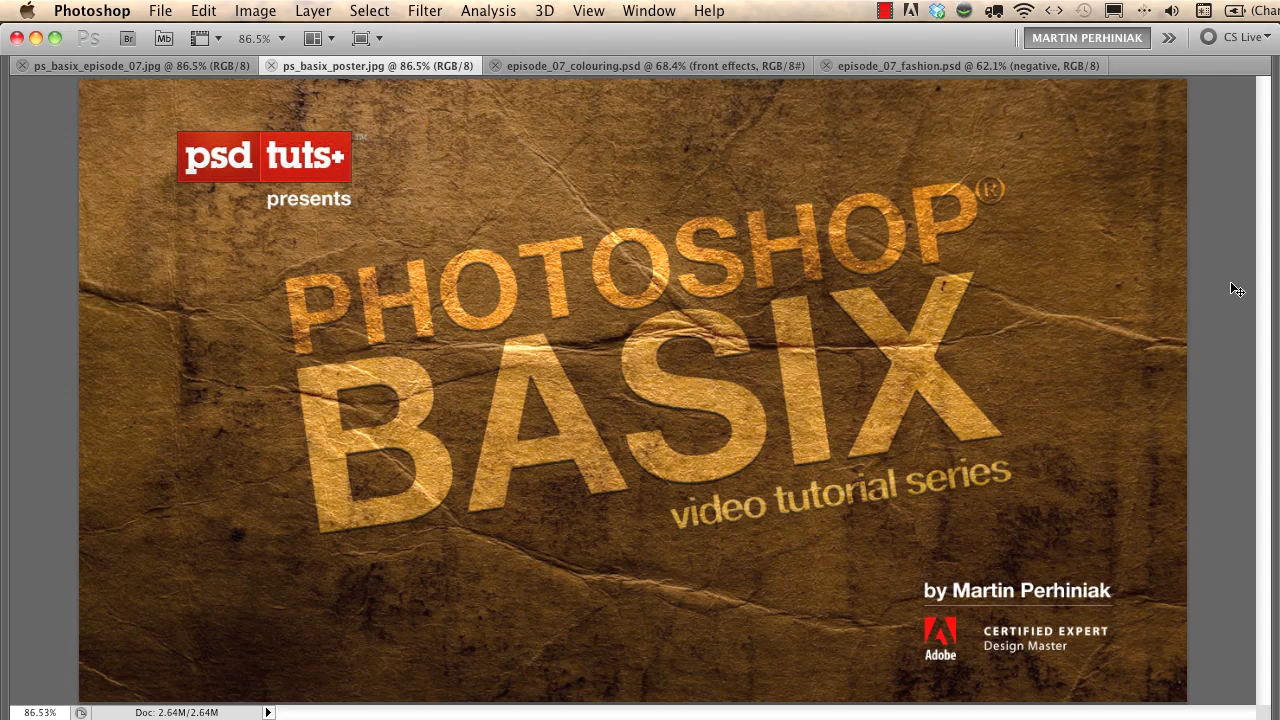 Photoshop File Edit Image Layer Select Filter Analysis 3D View Window Help (Char
Ps Br Mb 86.5% MARTIN PERHINIAK CS Live
ps_basix_episode_07.jpg @ 86.5% (RGB/8) ps_basix_poster.jpg @ 86.5% (RGB/8) episode_07_colouring.psd @ 68.4% (front effects, RGB/8#) episode_07_fashion.psd @ 62.1% (negative, RGB/8)
psd tuts+ ™
presents
PHOTOSHOP®
BASIX
video tutorial series
by Martin Perhiniak
CERTIFIED EXPERT
Design Master
Adobe
86.53% Doc: 2.64M/2.64M